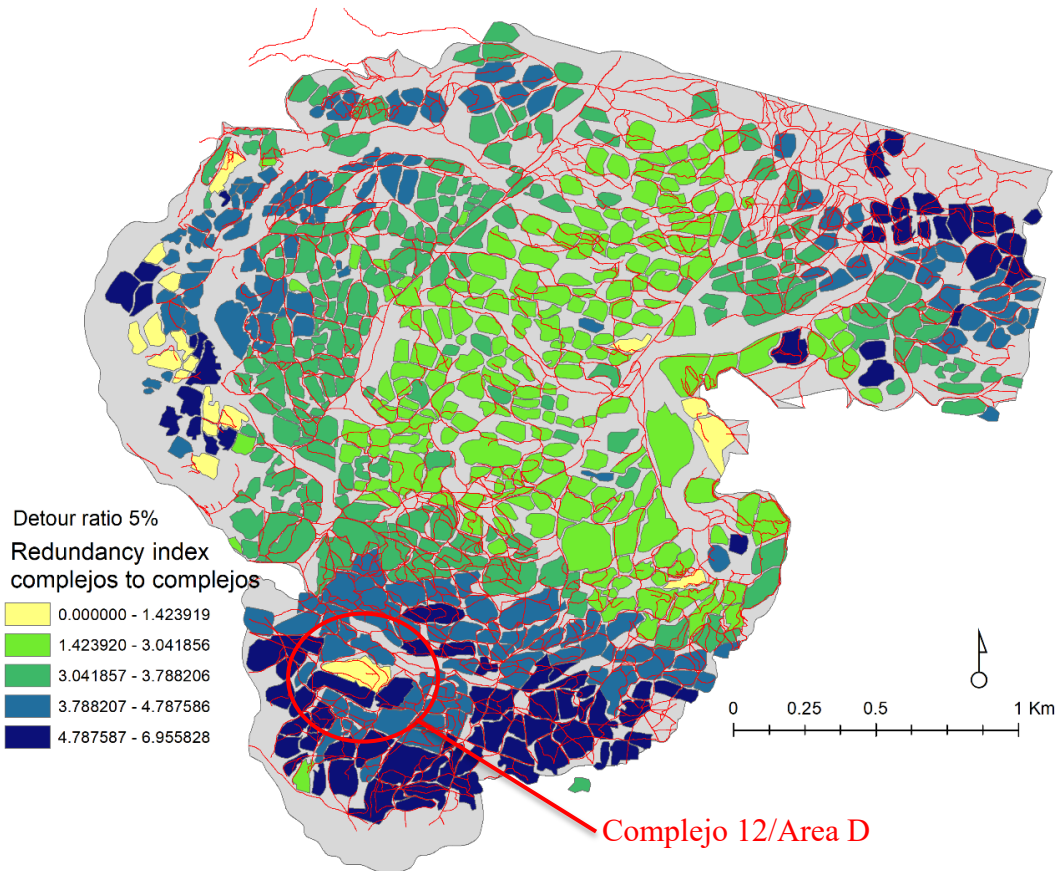 Detour ratio 5%
Redundancy index
complejos to complejos
0.000000 - 1.423919
1.423920 - 3.041856
3.041857 - 3.788206
3.788207 - 4.787586
4.787587 - 6.955828
0 0.25 0.5 1 Km
Complejo 12/Area D